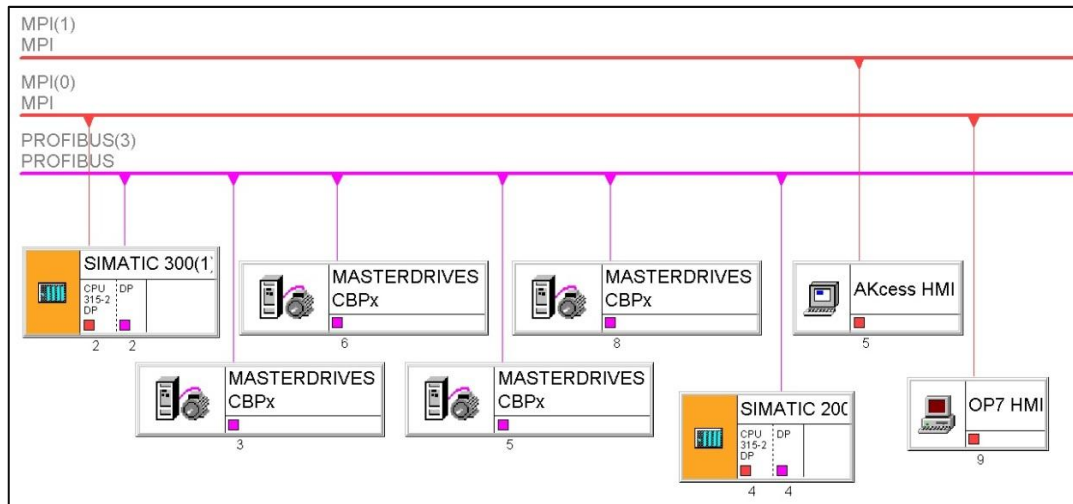 MPI(1)
MPI
MPI(0)
MPI
PROFIBUS(3)
PROFIBUS
SIMATIC 300(1)
CPU
315-2
DP
DP
2
2
MASTERDRIVES
CBPx
6
MASTERDRIVES
CBPx
8
AKcess HMI
5
MASTERDRIVES
CBPx
3
MASTERDRIVES
CBPx
5
SIMATIC 200
CPU
315-2
DP
DP
4
4
OP7 HMI
9